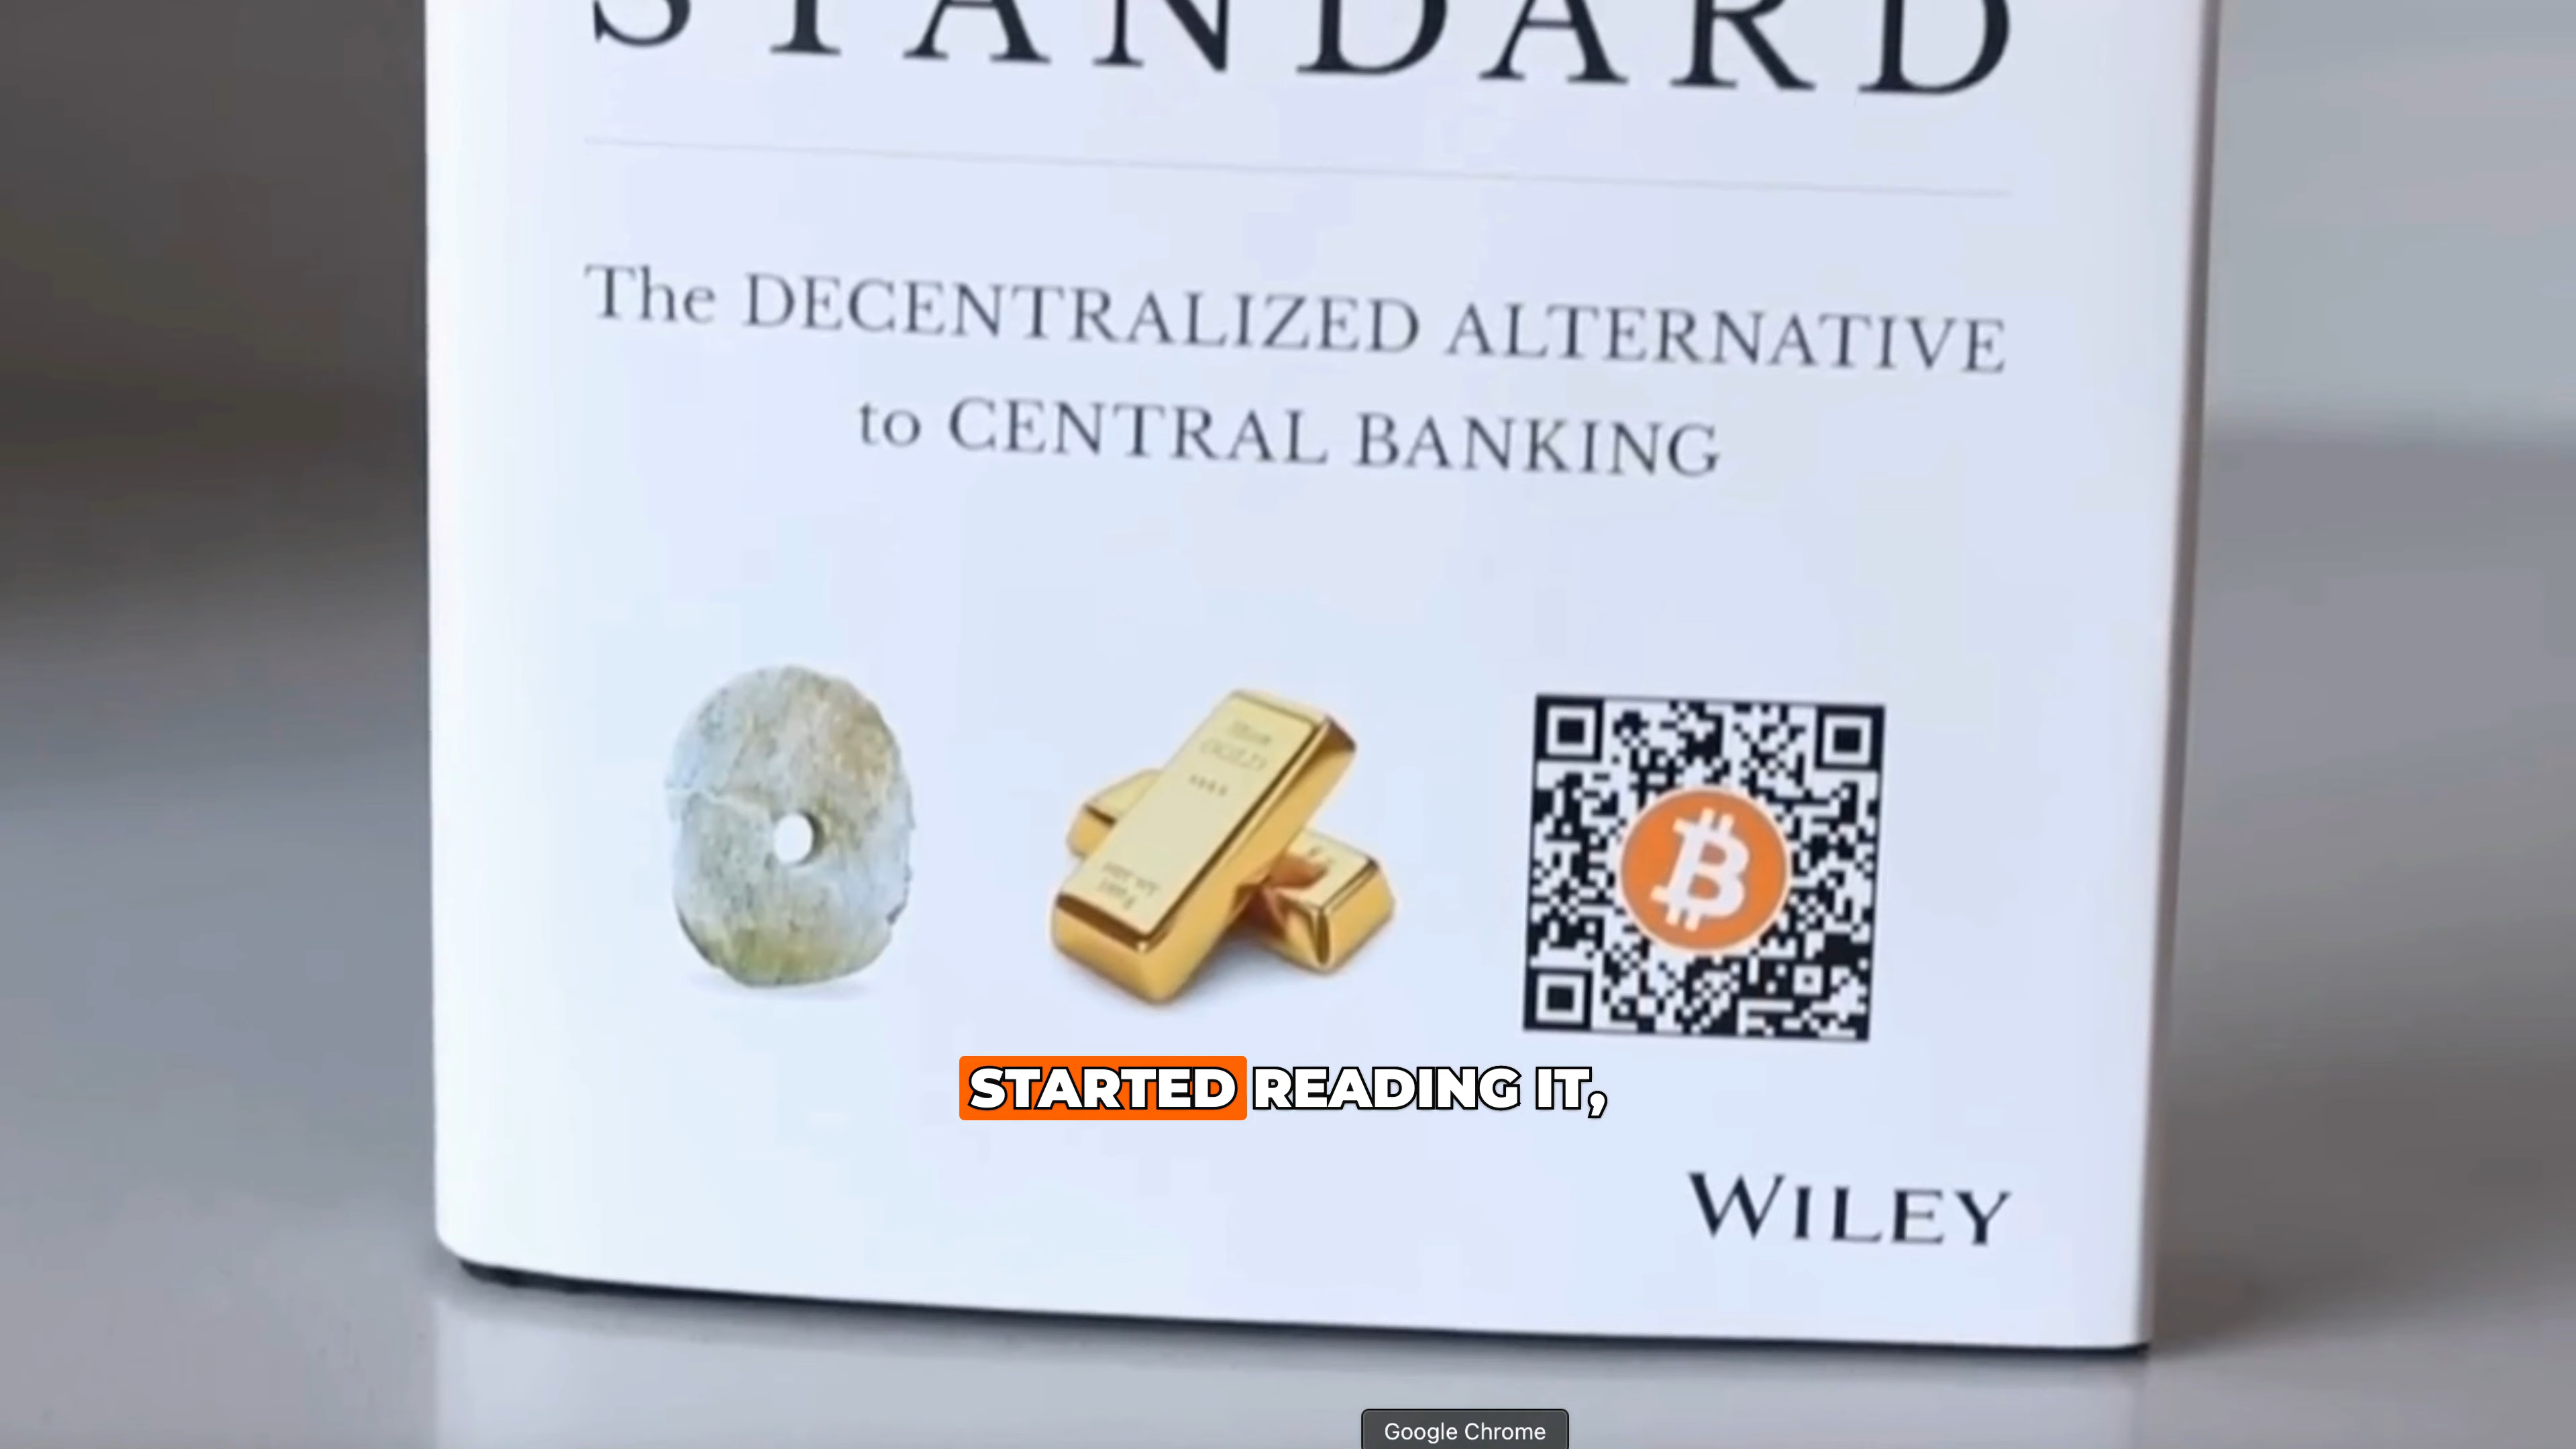 STANDARD
The DECENTRALIZED ALTERNATIVE
to CENTRAL BANKING
STARTED READING IT,
WILEY
Google Chrome